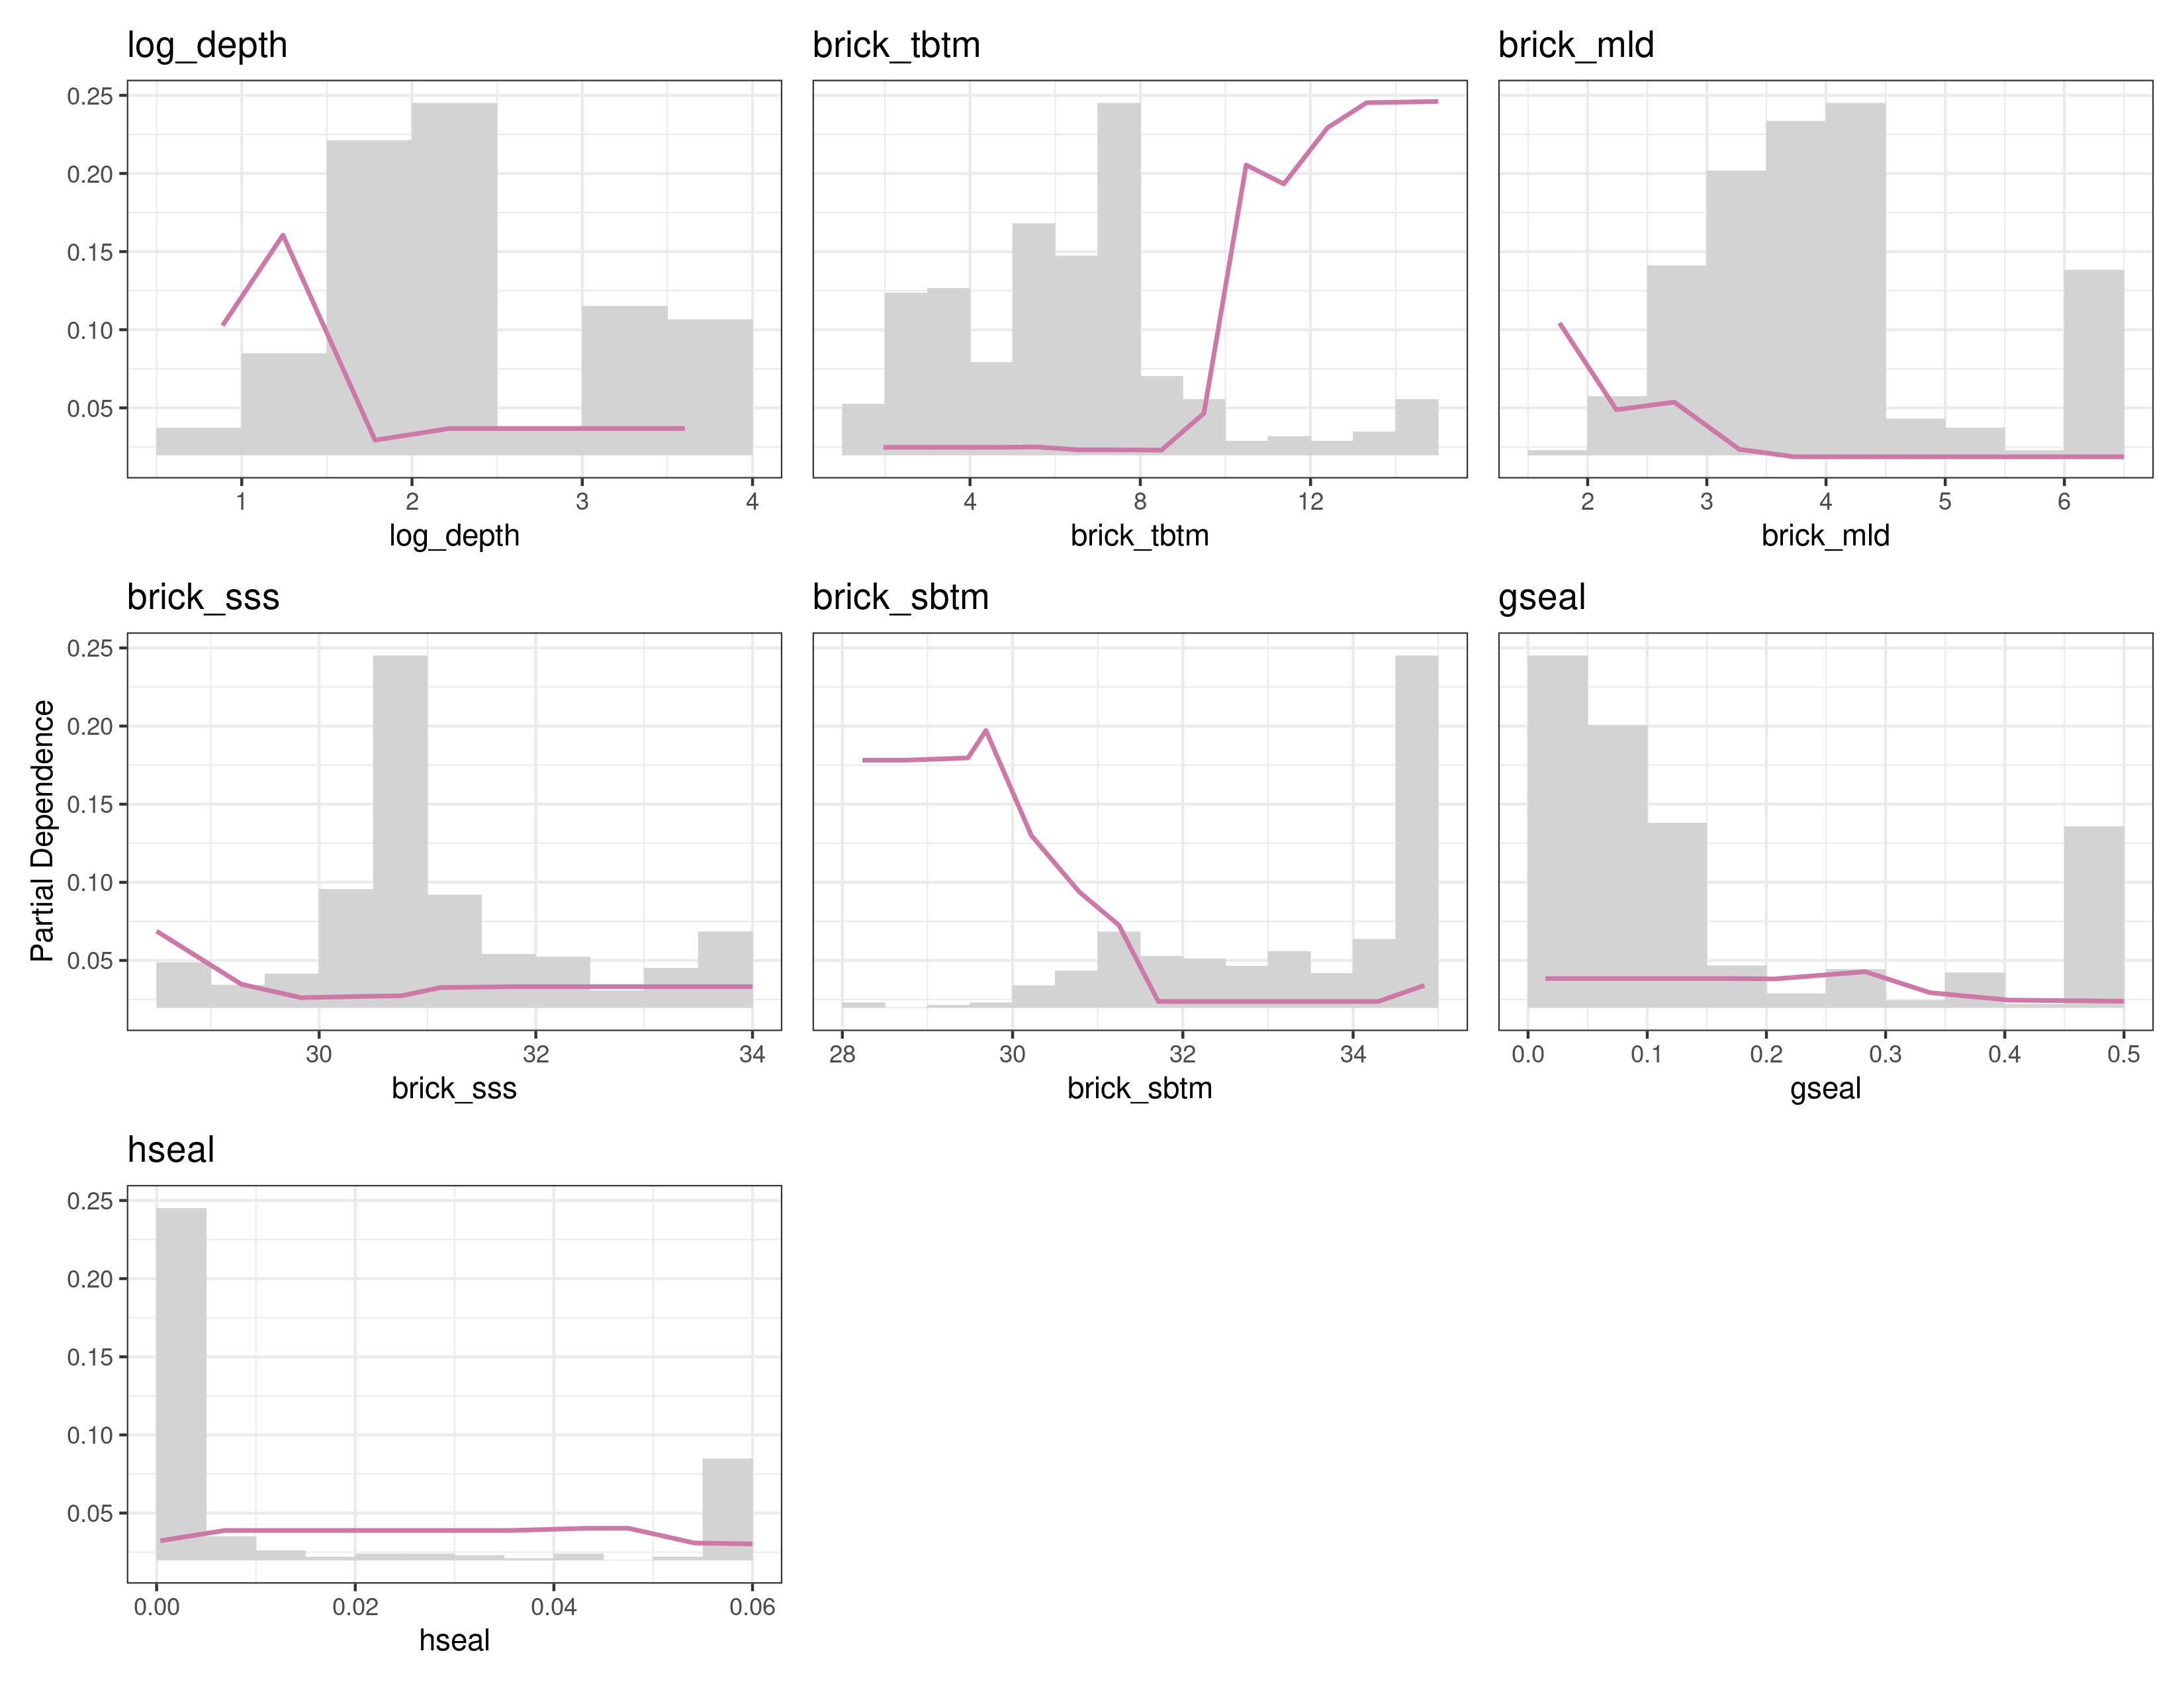 log_depth brick_tbtm brick_mld
0.25
0.20
0.15
0.10
0.05
1 2 3 4 4 8 12 2 3 4 5 6
log_depth brick_tbtm brick_mld
brick_sss brick_sbtm gseal
Partial Dependence
0.25
0.20
0.15
0.10
0.05
30 32 34 28 30 32 34 0.0 0.1 0.2 0.3 0.4 0.5
brick_sss brick_sbtm gseal
hseal
0.25
0.20
0.15
0.10
0.05
0.00 0.02 0.04 0.06
hseal